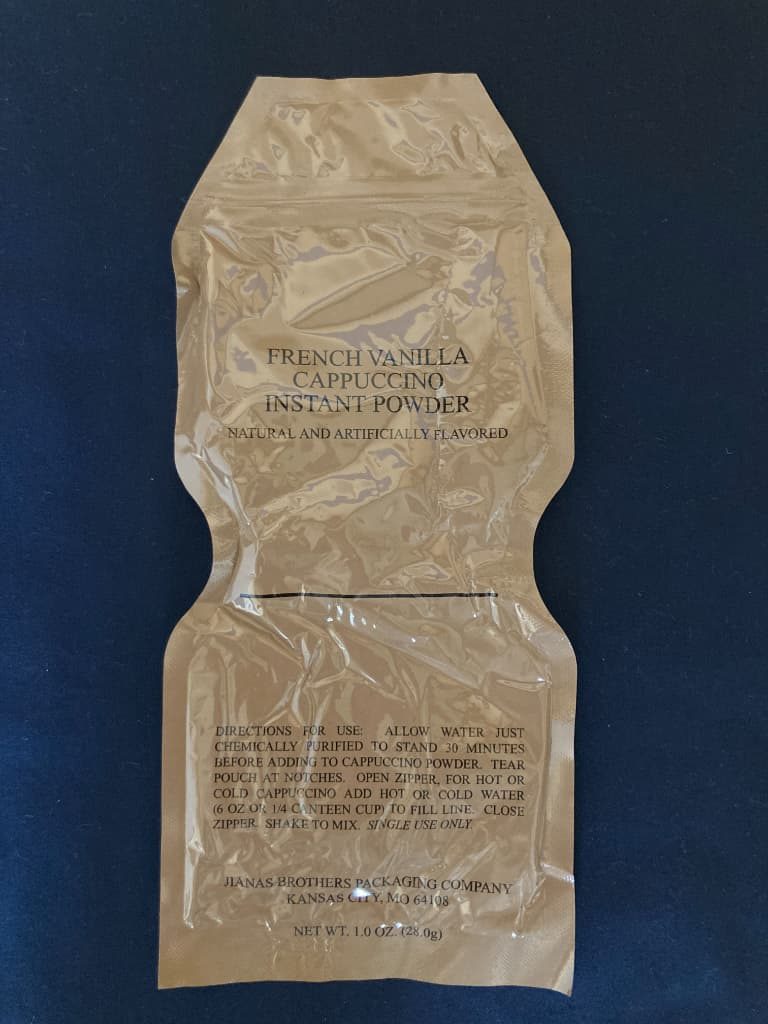 FRENCH VANILLA
CAPPUCCINO
INSTANT POWDER
NATURAL AND ARTIFICIALLY FLAVORED
DIRECTIONS FOR USE: ALLOW WATER JUST
CHEMICALLY PURIFIED TO STAND 30 MINUTES
BEFORE ADDING TO CAPPUCCINO POWDER. TEAR
POUCH AT NOTCHES. OPEN ZIPPER, FOR HOT OR
COLD CAPPUCCINO ADD HOT OR COLD WATER
(6 OZ OR 1/4 CANTEEN CUP) TO FILL LINE. CLOSE
ZIPPER. SHAKE TO MIX. SINGLE USE ONLY.
JIANAS BROTHERS PACKAGING COMPANY
KANSAS CITY, MO 64108
NET WT. 1.0 OZ. (28.0g)